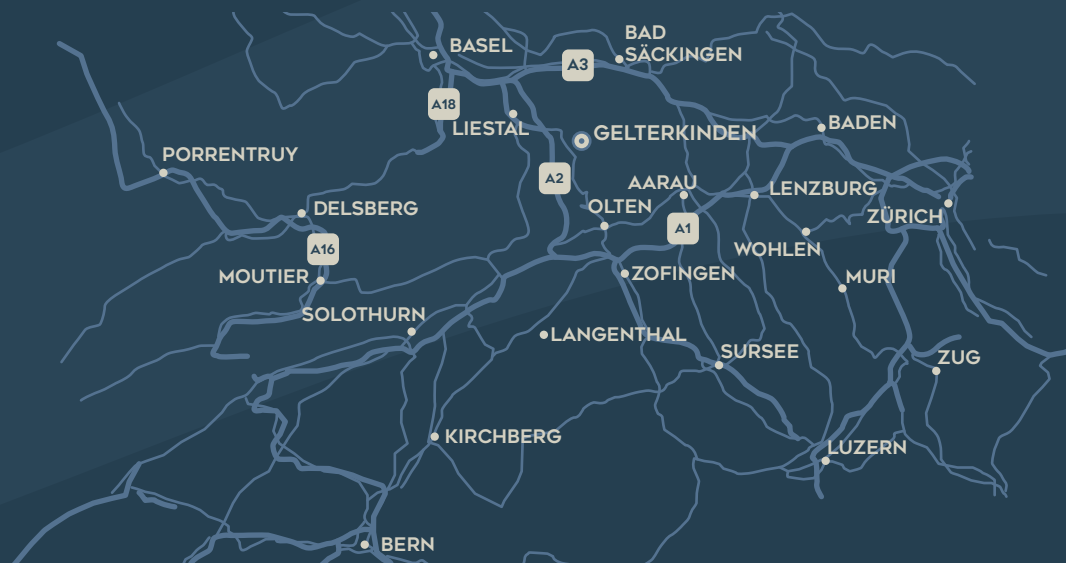 BAD
SÄCKINGEN
BASEL
A3
A18
LIESTAL
GELTERKINDEN
BADEN
PORRENTRUY
A2
AARAU
LENZBURG
OLTEN
DELSBERG
ZÜRICH
A1
A16
WOHLEN
MOUTIER
ZOFINGEN
MURI
SOLOTHURN
LANGENTHAL
SURSEE
ZUG
KIRCHBERG
LUZERN
BERN